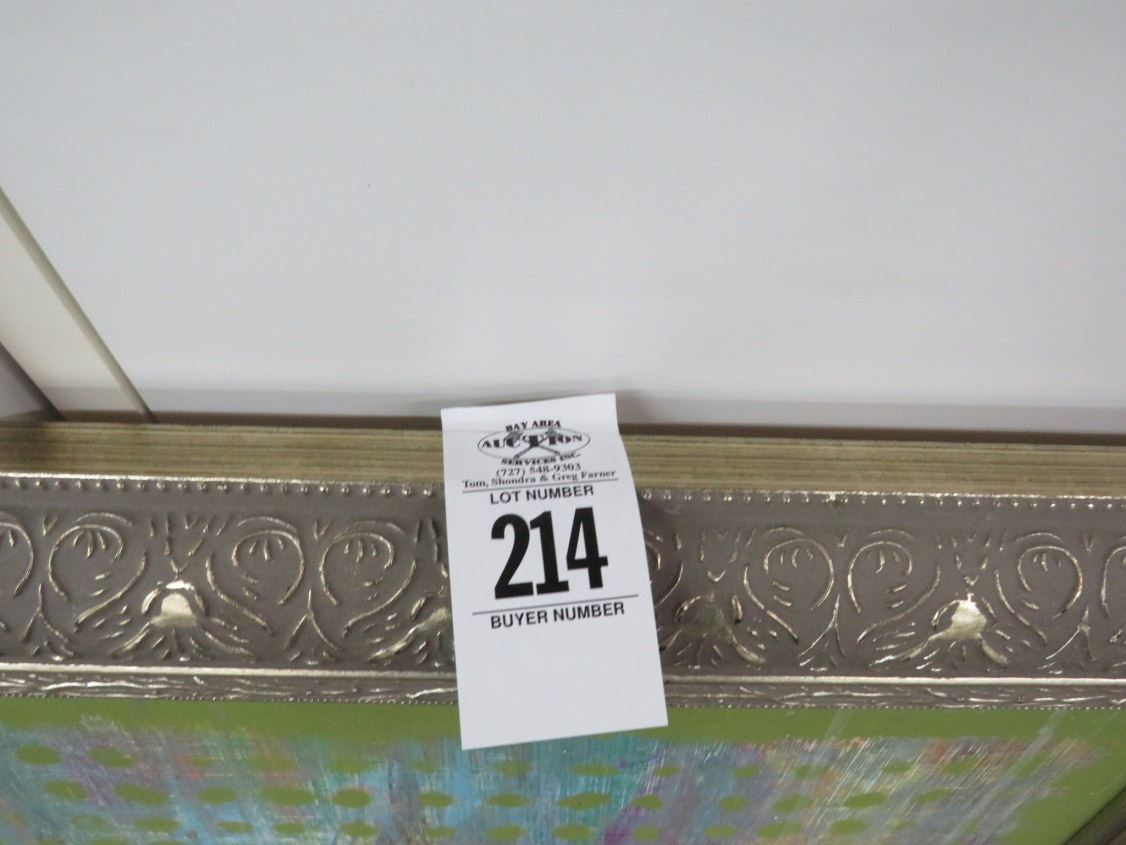 BAY AREA
AUCTION
SERVICES INC.
(727) 548-9303
Tom, Shondra & Greg Farner
LOT NUMBER
214
BUYER NUMBER